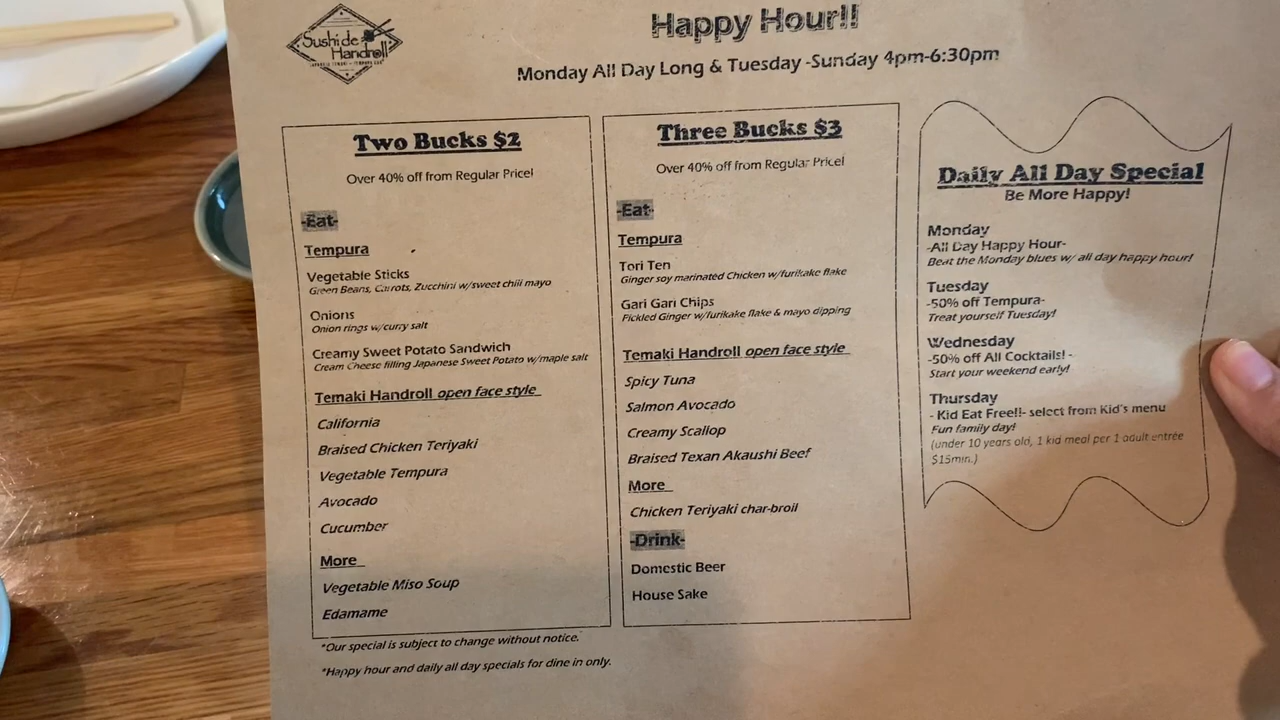 Sushi de
Handroll
Happy Hour!!
Monday All Day Long & Tuesday -Sunday 4pm-6:30pm
Two Bucks $2
Over 40% off from Regular Price!
-Eat-
Tempura
Vegetable Sticks
Green Beans, Carrots, Zucchini w/sweet chili mayo
Onions
Onion rings w/curry salt
Creamy Sweet Potato Sandwich
Cream Cheese filling Japanese Sweet Potato w/maple salt
Temaki Handroll open face style
California
Braised Chicken Teriyaki
Vegetable Tempura
Avocado
Cucumber
More
Vegetable Miso Soup
Edamame
Three Bucks $3
Over 40% off from Regular Price!
-Eat-
Tempura
Tori Ten
Ginger soy marinated Chicken w/furikake flake
Gari Gari Chips
Pickled Ginger w/furikake flake & mayo dipping
Temaki Handroll open face style
Spicy Tuna
Salmon Avocado
Creamy Scallop
Braised Texan Akaushi Beef
More
Chicken Teriyaki char-broil
-Drink-
Domestic Beer
House Sake
Daily All Day Special
Be More Happy!
Monday
-All Day Happy Hour-
Beat the Monday blues w/ all day happy hour!
Tuesday
-50% off Tempura-
Treat yourself Tuesday!
Wednesday
-50% off All Cocktails! -
Start your weekend early!
Thursday
- Kid Eat Free!!- select from Kid's menu
Fun family day!
(under 10 years old, 1 kid meal per 1 adult entrée
$15min.)
*Our special is subject to change without notice.
*Happy hour and daily all day specials for dine in only.